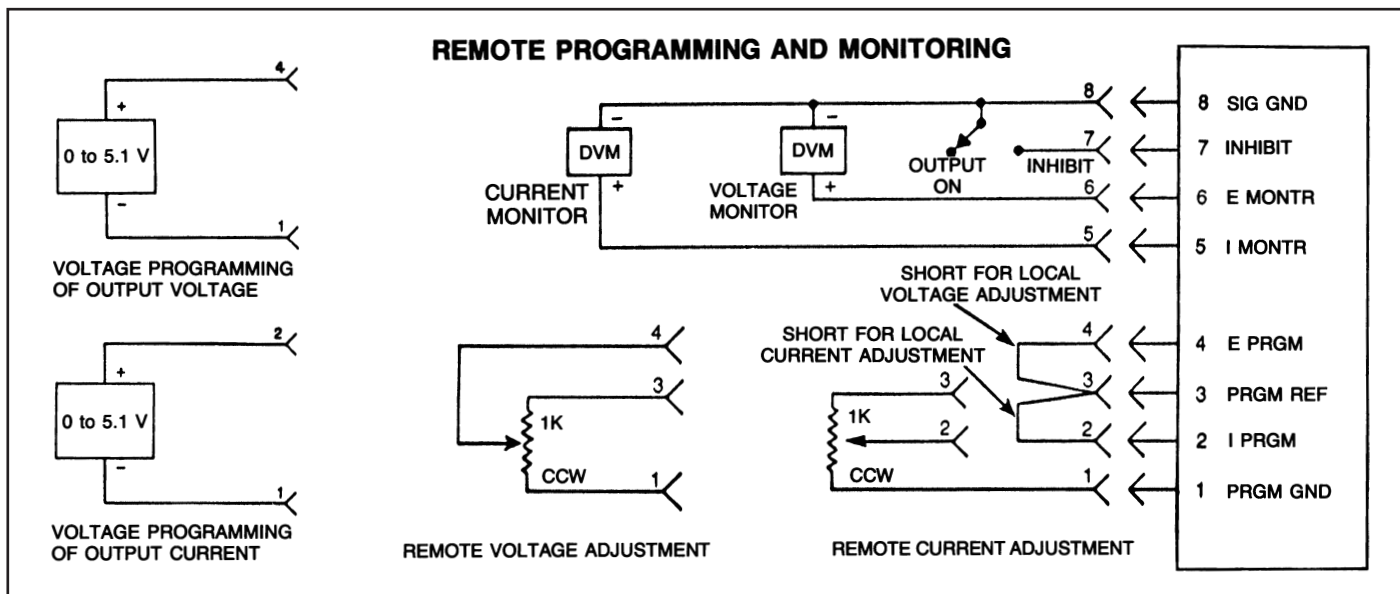 REMOTE PROGRAMMING AND MONITORING
4
+
0 to 5.1 V
–
1
VOLTAGE PROGRAMMING
OF OUTPUT VOLTAGE
2
+
0 to 5.1 V
–
1
VOLTAGE PROGRAMMING
OF OUTPUT CURRENT
–
DVM
+
CURRENT
MONITOR
–
DVM
+
VOLTAGE
MONITOR
OUTPUT
ON
INHIBIT
8
7
6
5
8 SIG GND
7 INHIBIT
6 E MONTR
5 I MONTR
SHORT FOR LOCAL
VOLTAGE ADJUSTMENT
SHORT FOR LOCAL
CURRENT ADJUSTMENT
4
3
1K
CCW
1
REMOTE VOLTAGE ADJUSTMENT
3
1K
2
CCW
4
3
2
1
REMOTE CURRENT ADJUSTMENT
4 E PRGM
3 PRGM REF
2 I PRGM
1 PRGM GND